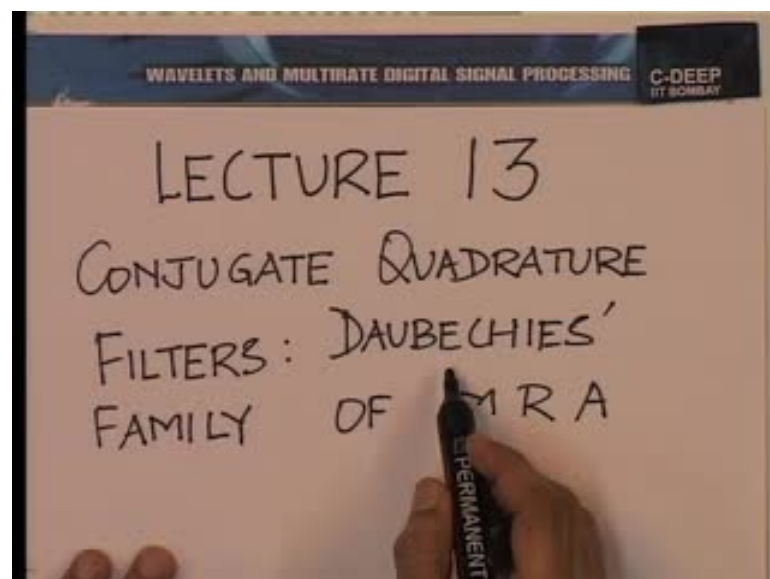 WAVELETS AND MULTIRATE DIGITAL SIGNAL PROCESSING
C-DEEP
IIT BOMBAY
LECTURE 13
CONJUGATE QUADRATURE
FILTERS: DAUBECHIES'
FAMILY OF MRA
PERMANENT